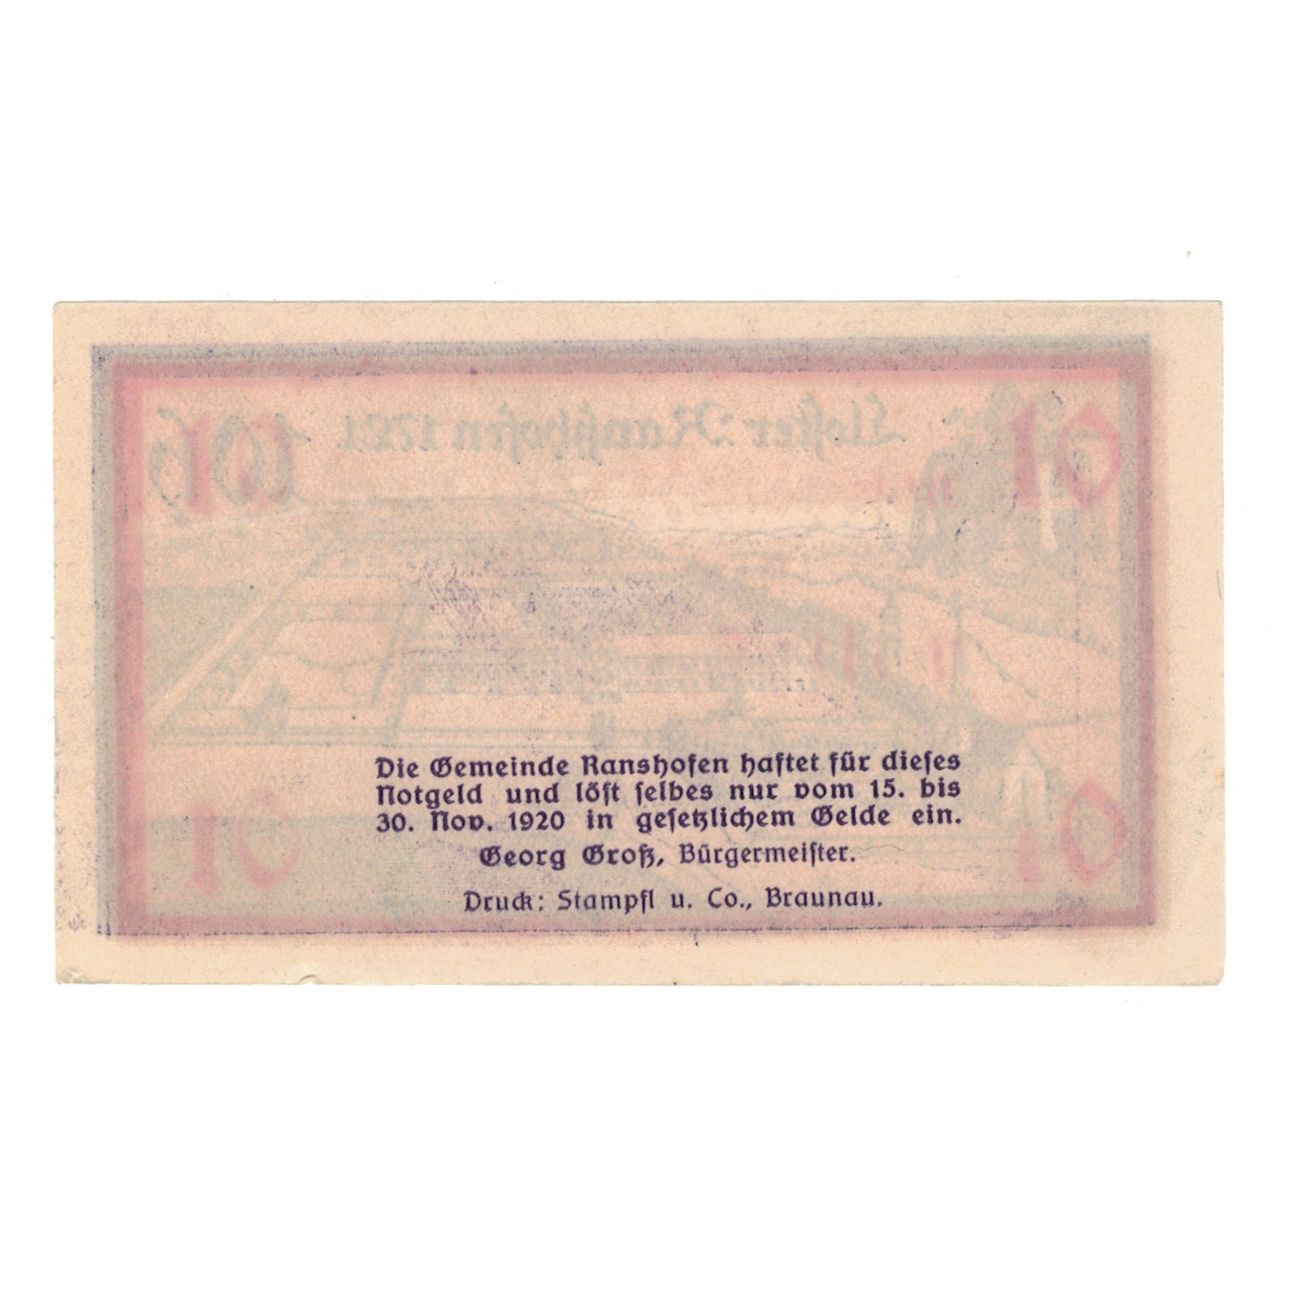 Die Gemeinde Ranshofen haftet für dieses
Notgeld und löst selbes nur vom 15. bis
30. Nov. 1920 in gesetzlichem Gelde ein.
Georg Groß, Bürgermeister.
Druck: Stampfl u. Co., Braunau.